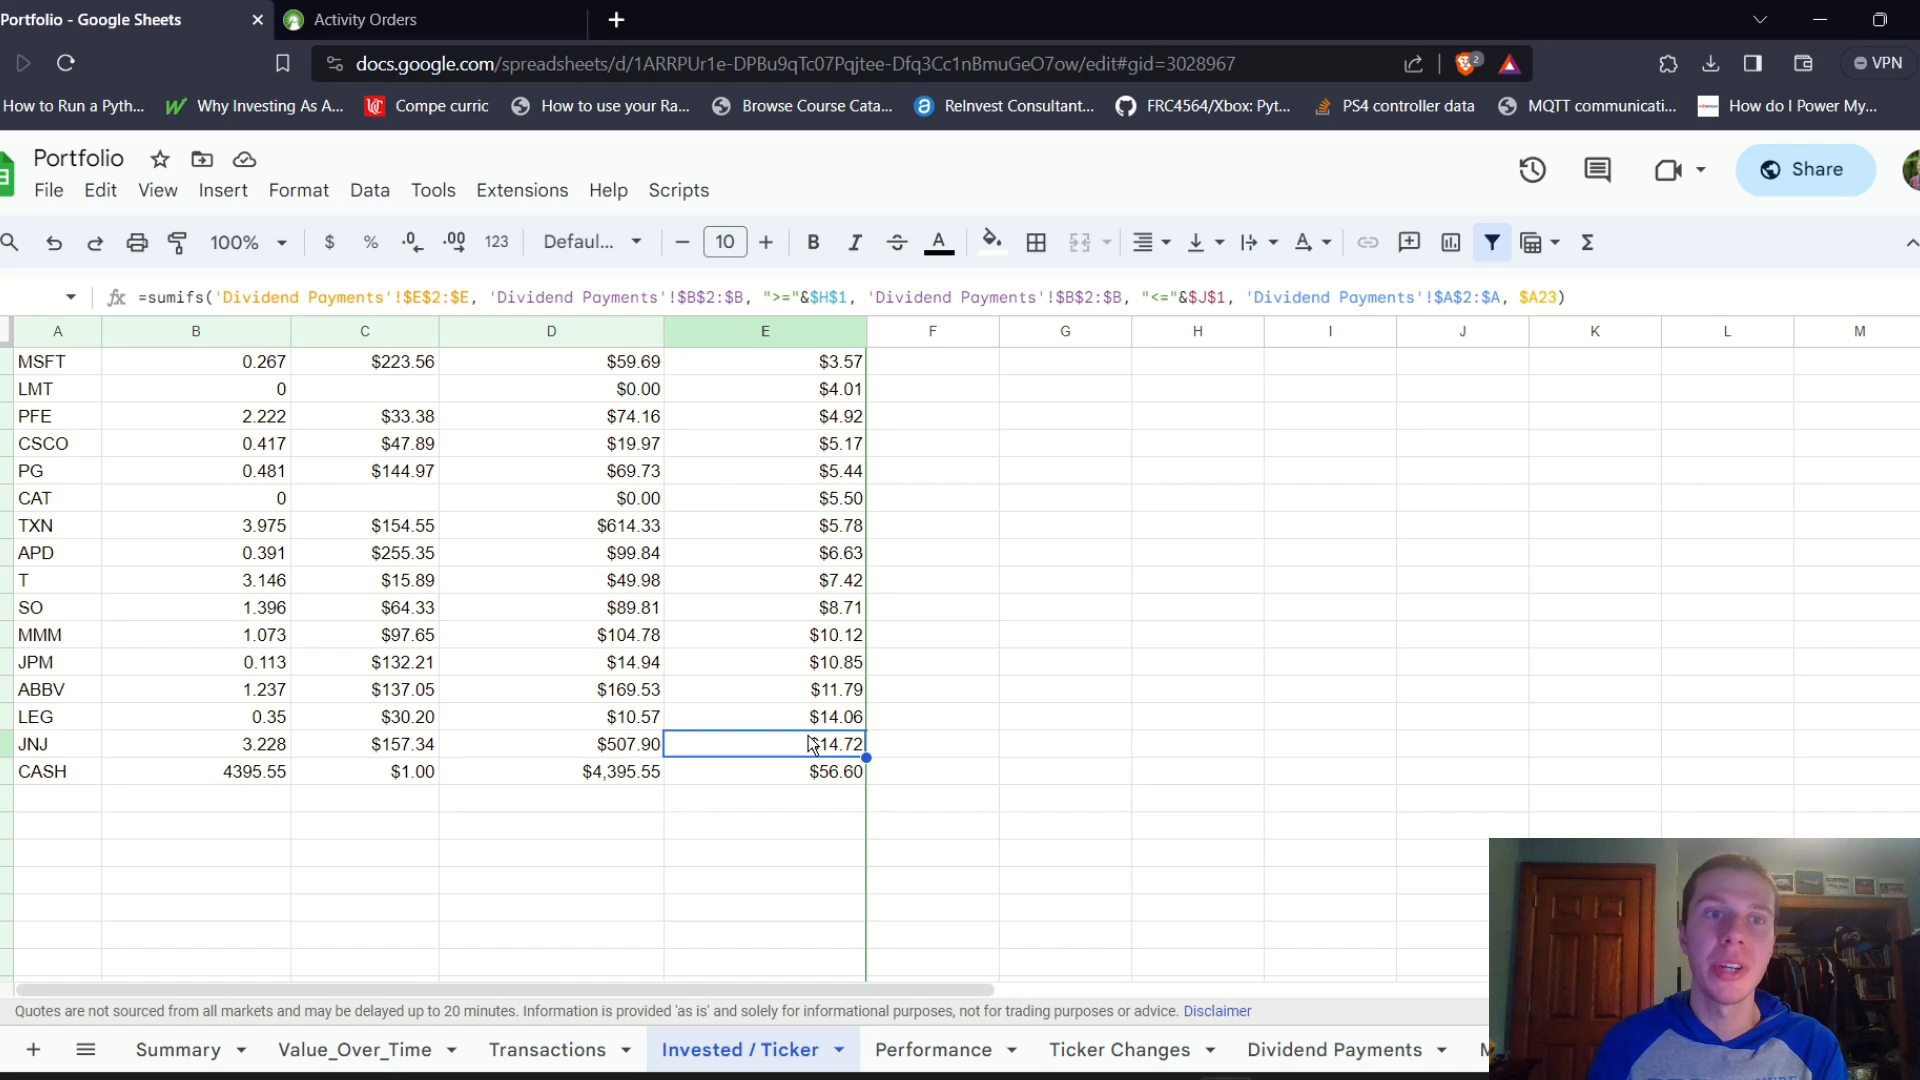 Portfolio - Google Sheets
Activity Orders
docs.google.com/spreadsheets/d/1ARRPUr1e-DPBu9qTc07Pqjtee-Dfq3Cc1nBmuGeO7ow/edit#gid=3028967
2
VPN
How to Run a Pyth...
Why Investing As A...
Compe curric
How to use your Ra...
Browse Course Cata...
ReInvest Consultant...
FRC4564/Xbox: Pyt...
PS4 controller data
MQTT communicati...
How do I Power My...
Portfolio
File Edit View Insert Format Data Tools Extensions Help Scripts
Share
100% $ % .0 .00 123 Defaul... 10 B I A
fx =sumifs('Dividend Payments'!$E$2:$E, 'Dividend Payments'!$B$2:$B, ">="&$H$1, 'Dividend Payments'!$B$2:$B, "<="&$J$1, 'Dividend Payments'!$A$2:$A, $A23)
A B C D E F G H I J K L M
MSFT 0.267 $223.56 $59.69 $3.57
LMT 0 $0.00 $4.01
PFE 2.222 $33.38 $74.16 $4.92
CSCO 0.417 $47.89 $19.97 $5.17
PG 0.481 $144.97 $69.73 $5.44
CAT 0 $0.00 $5.50
TXN 3.975 $154.55 $614.33 $5.78
APD 0.391 $255.35 $99.84 $6.63
T 3.146 $15.89 $49.98 $7.42
SO 1.396 $64.33 $89.81 $8.71
MMM 1.073 $97.65 $104.78 $10.12
JPM 0.113 $132.21 $14.94 $10.85
ABBV 1.237 $137.05 $169.53 $11.79
LEG 0.35 $30.20 $10.57 $14.06
JNJ 3.228 $157.34 $507.90 $14.72
CASH 4395.55 $1.00 $4,395.55 $56.60
Quotes are not sourced from all markets and may be delayed up to 20 minutes. Information is provided 'as is' and solely for informational purposes, not for trading purposes or advice. Disclaimer
Summary Value_Over_Time Transactions Invested / Ticker Performance Ticker Changes Dividend Payments